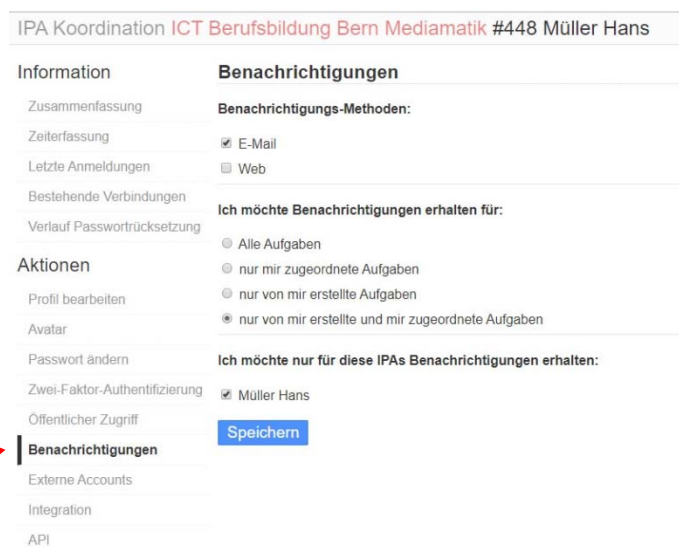 IPA Koordination ICT Berufsbildung Bern Mediamatik #448 Müller Hans
Information
Zusammenfassung
Zeiterfassung
Letzte Anmeldungen
Bestehende Verbindungen
Verlauf Passwortrücksetzung
Aktionen
Profil bearbeiten
Avatar
Passwort ändern
Zwei-Faktor-Authentifizierung
Öffentlicher Zugriff
Benachrichtigungen
Externe Accounts
Integration
API
Benachrichtigungen
Benachrichtigungs-Methoden:
E-Mail
Web
Ich möchte Benachrichtigungen erhalten für:
Alle Aufgaben
nur mir zugeordnete Aufgaben
nur von mir erstellte Aufgaben
nur von mir erstellte und mir zugeordnete Aufgaben
Ich möchte nur für diese IPAs Benachrichtigungen erhalten:
Müller Hans
Speichern